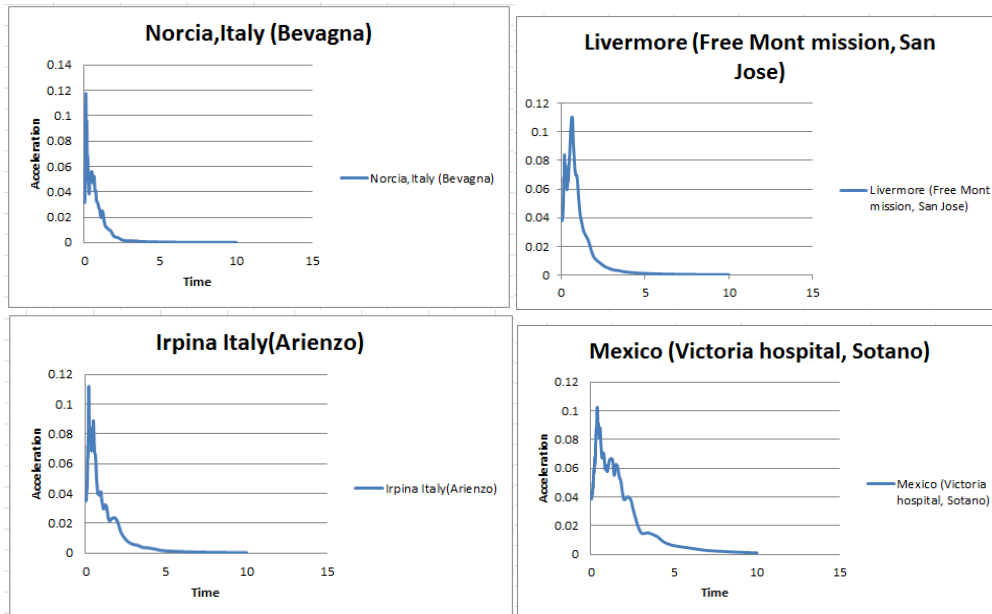 Norcia,Italy (Bevagna)
0.14
0.12
0.1
0.08
0.06
0.04
0.02
0
Acceleration
0 5 10 15
Time
Norcia,Italy (Bevagna)
Livermore (Free Mont mission, San
Jose)
0.12
0.1
0.08
0.06
0.04
0.02
0
0 5 10 15
Livermore (Free Mont
mission, San Jose)
Irpina Italy(Arienzo)
0.12
0.1
0.08
0.06
0.04
0.02
0
Acceleration
0 5 10 15
Time
Irpina Italy(Arienzo)
Mexico (Victoria hospital, Sotano)
0.12
0.1
0.08
0.06
0.04
0.02
0
Acceleration
0 5 10 15
Time
Mexico (Victoria
hospital, Sotano)